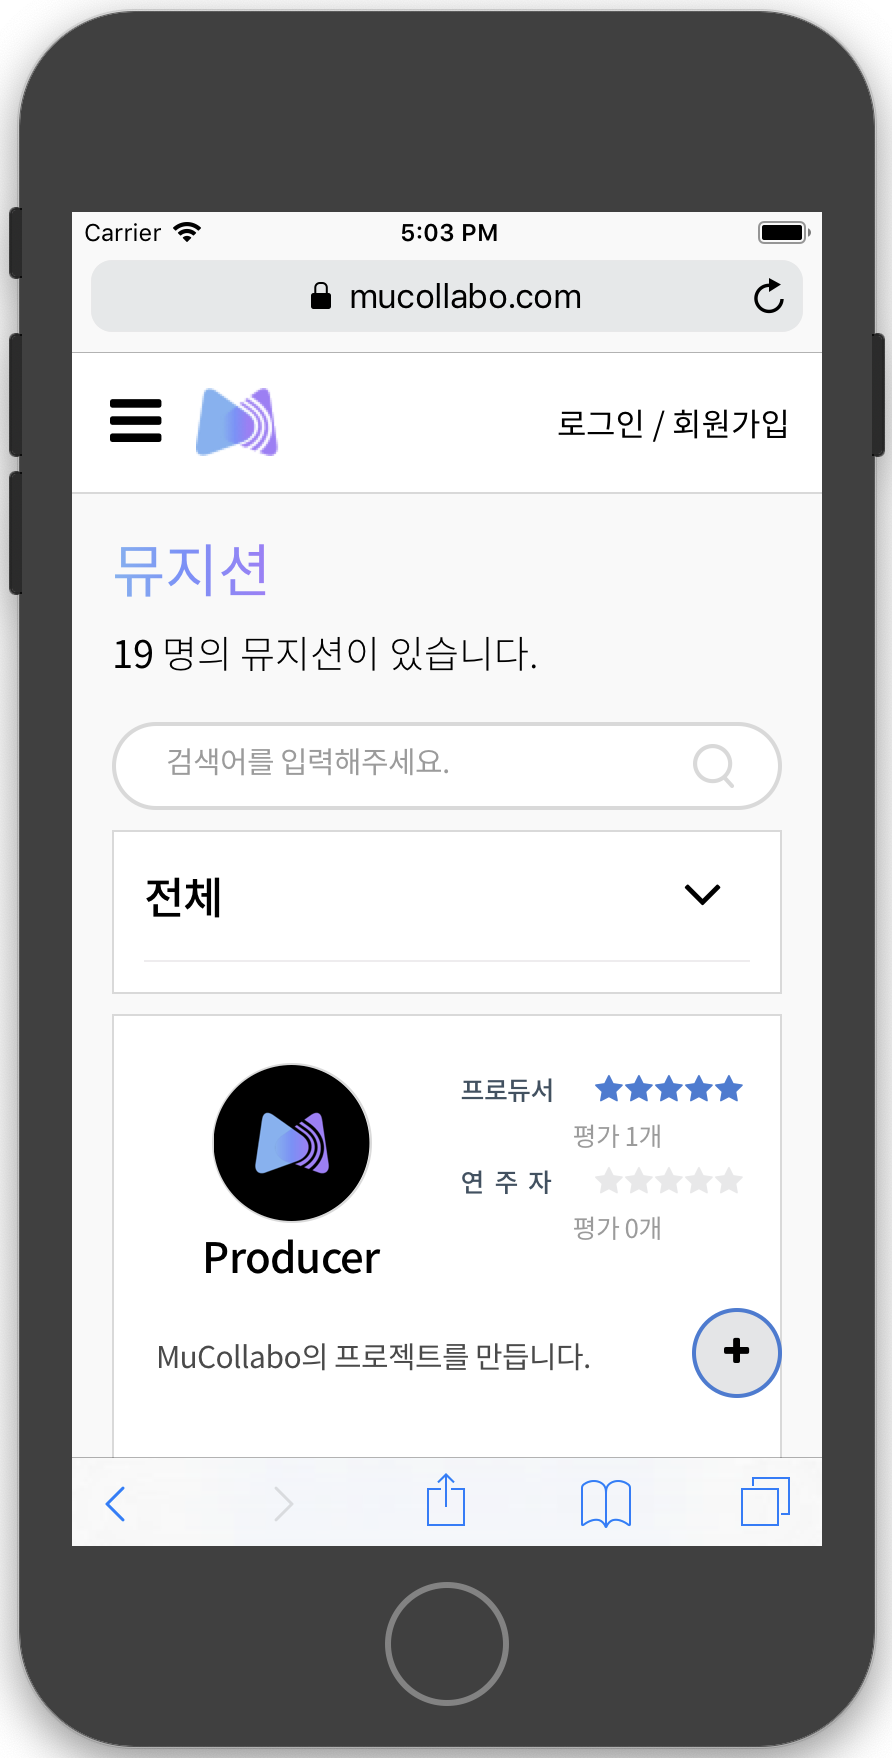 Carrier 5:03 PM
mucollabo.com
로그인 / 회원가입
뮤지션
19 명의 뮤지션이 있습니다.
검색어를 입력해주세요.
전체
프로듀서
평가 1개
연 주 자
평가 0개
Producer
MuCollabo의 프로젝트를 만듭니다.